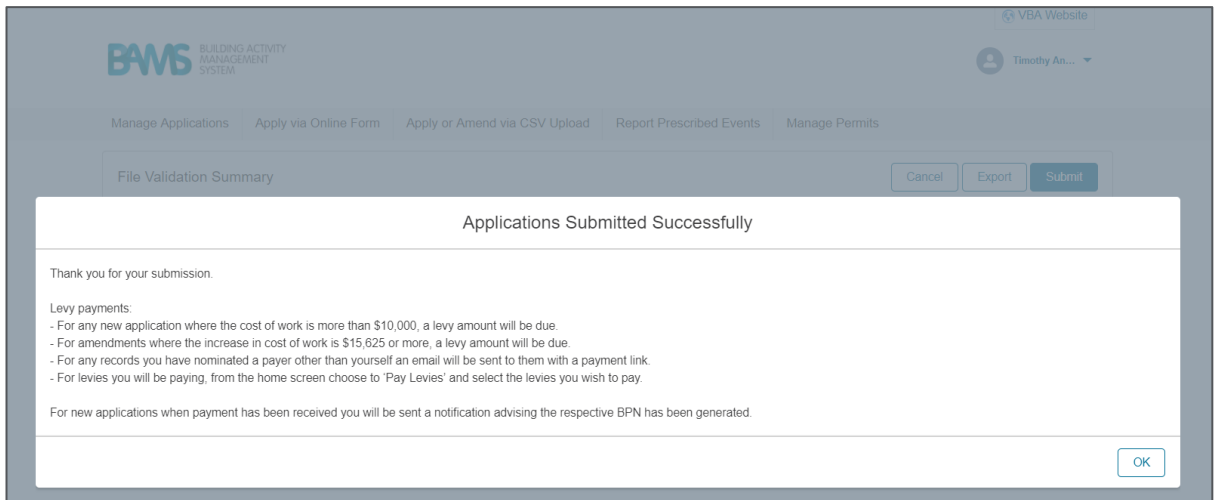 VBA Website
BAMS BUILDING ACTIVITY
MANAGEMENT
SYSTEM
Timothy An...
Manage Applications Apply via Online Form Apply or Amend via CSV Upload Report Prescribed Events Manage Permits
File Validation Summary Cancel Export Submit
Applications Submitted Successfully
Thank you for your submission.
Levy payments:
- For any new application where the cost of work is more than $10,000, a levy amount will be due.
- For amendments where the increase in cost of work is $15,625 or more, a levy amount will be due.
- For any records you have nominated a payer other than yourself an email will be sent to them with a payment link.
- For levies you will be paying, from the home screen choose to 'Pay Levies' and select the levies you wish to pay.
For new applications when payment has been received you will be sent a notification advising the respective BPN has been generated.
OK